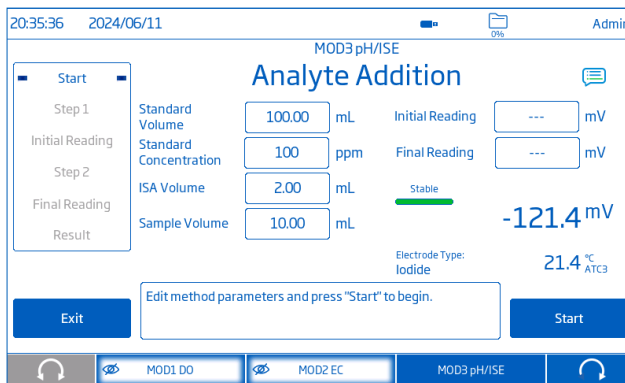 20:35:36 2024/06/11
0%
Admin
MOD3 pH/ISE
Analyte Addition
Start
Step 1
Initial Reading
Step 2
Final Reading
Result
Standard
Volume
100.00 mL
Standard
Concentration
100 ppm
ISA Volume
2.00 mL
Sample Volume
10.00 mL
Initial Reading --- mV
Final Reading --- mV
Stable
-121.4 mV
Electrode Type:
Iodide
21.4 °C
ATC3
Exit
Edit method parameters and press "Start" to begin.
Start
MOD1 DO
MOD2 EC
MOD3 pH/ISE